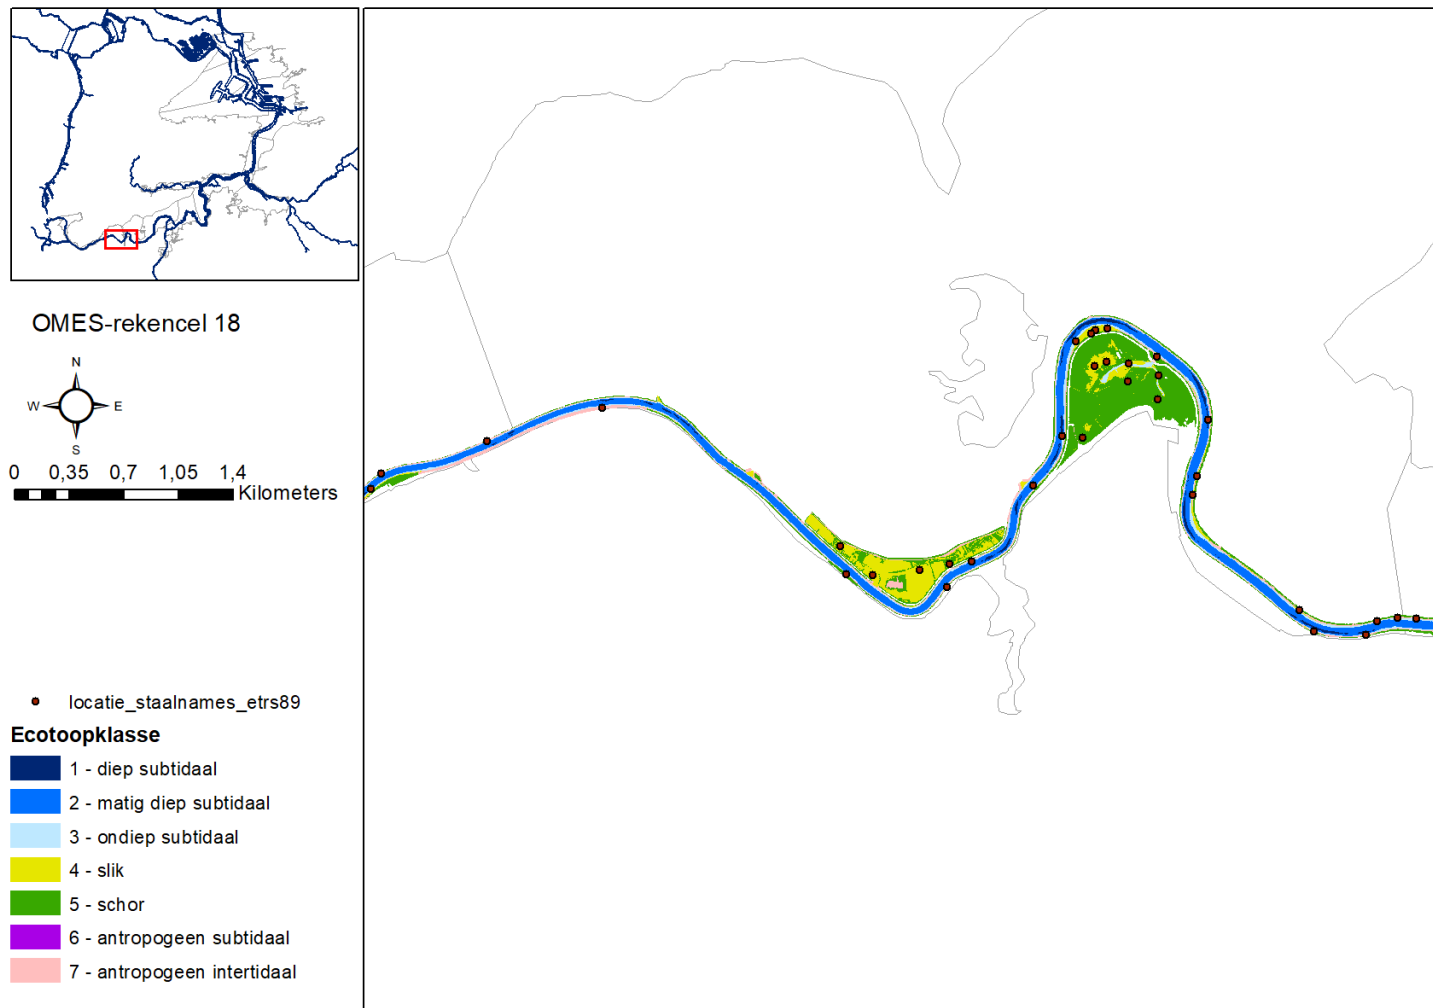 OMES-rekencel 18
N
W
E
S
0 0,35 0,7 1,05 1,4
Kilometers
locatie_staalnames_etrs89
Ecotoopklasse
1 - diep subtidaal
2 - matig diep subtidaal
3 - ondiep subtidaal
4 - slik
5 - schor
6 - antropogeen subtidaal
7 - antropogeen intertidaal